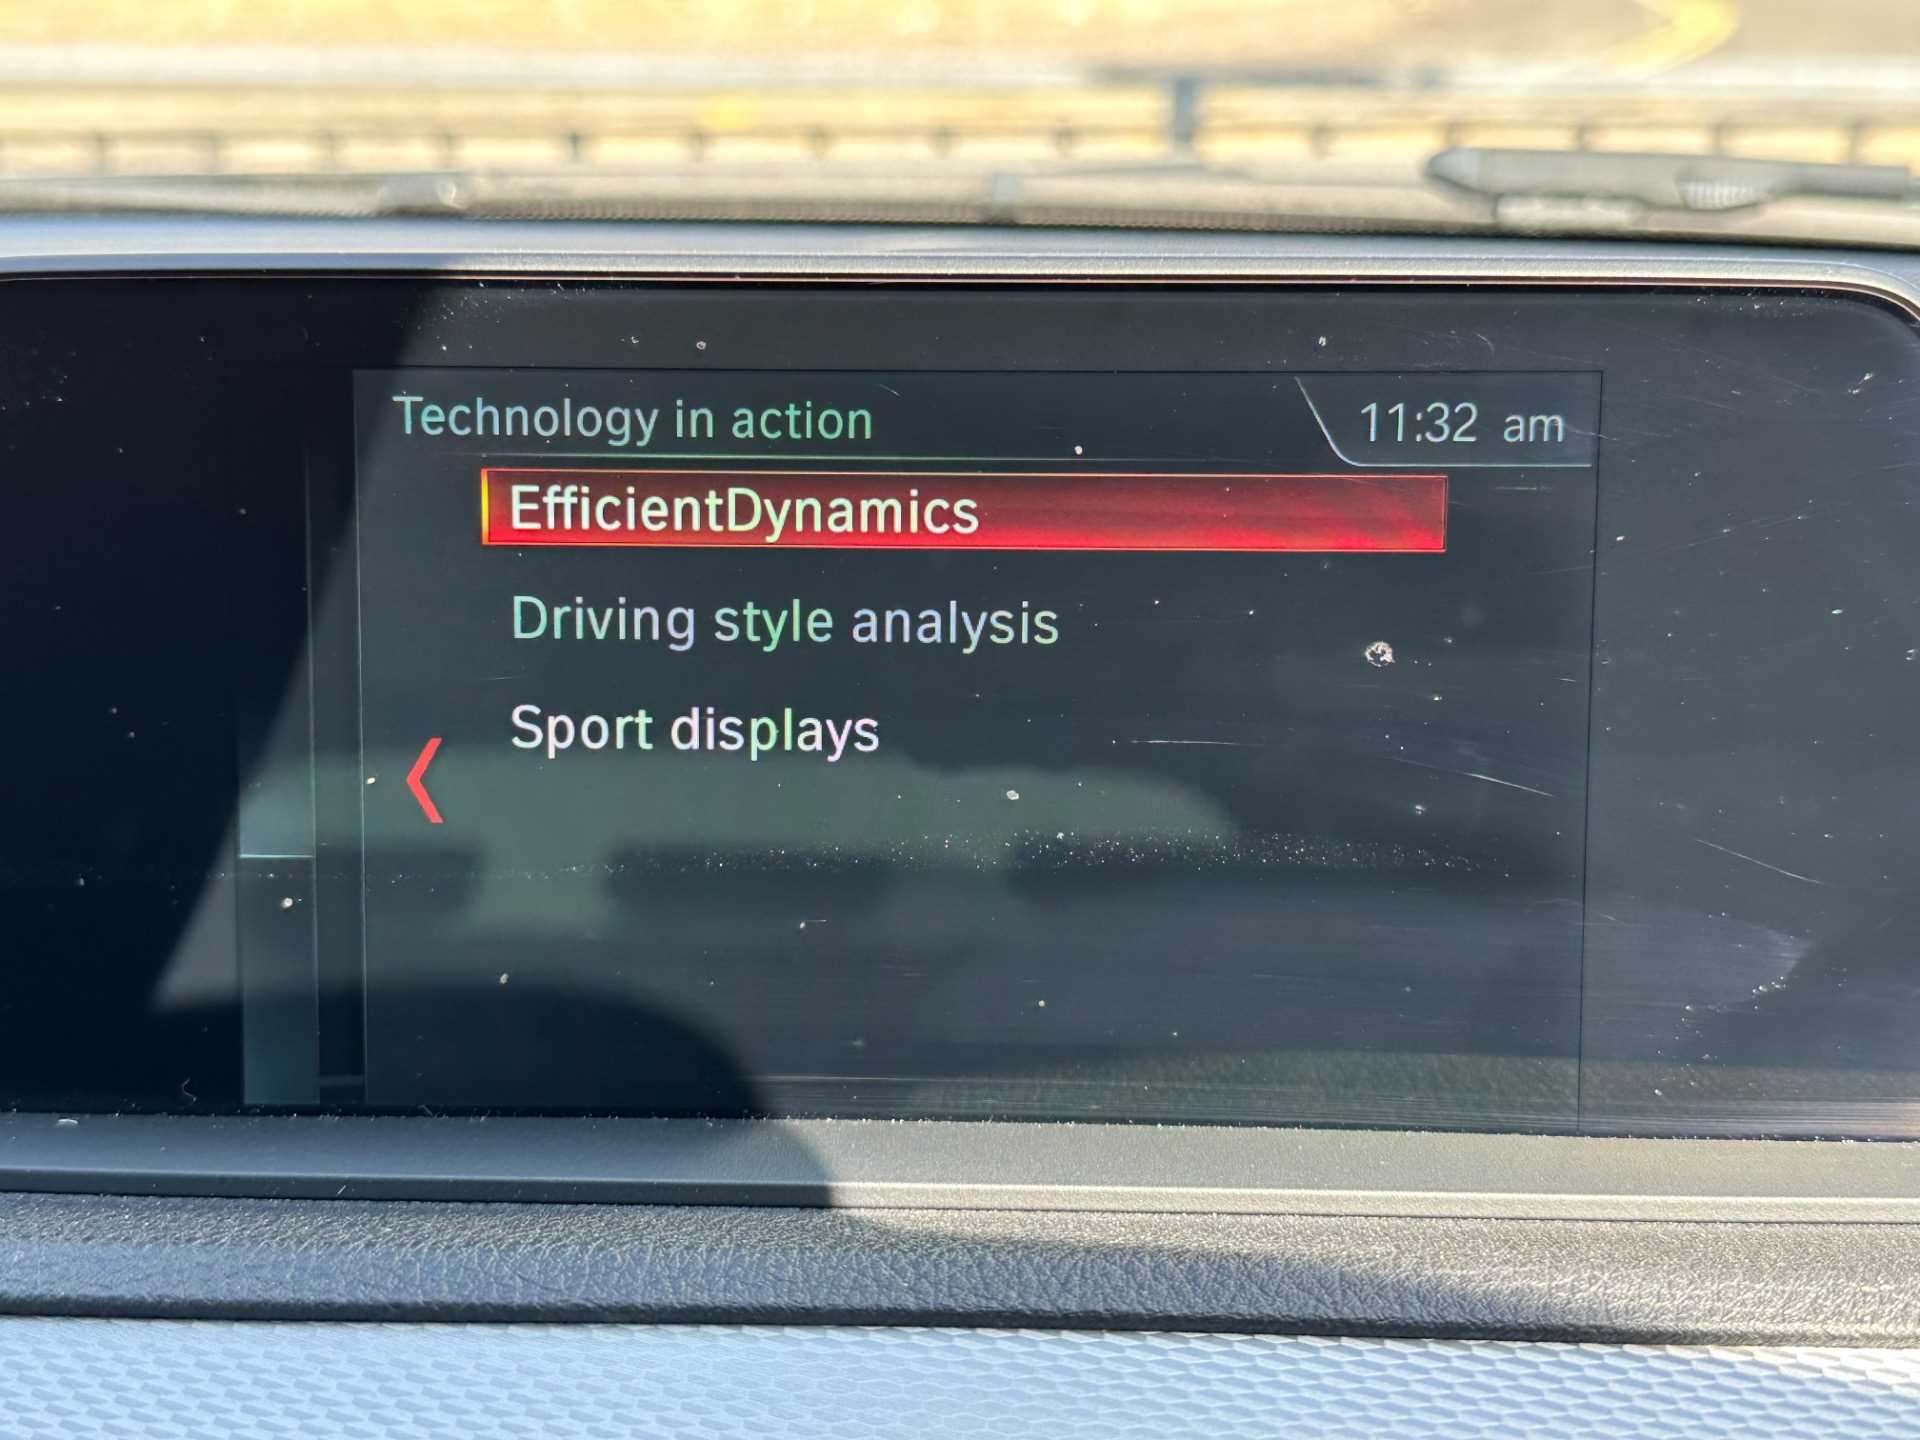 Technology in action
11:32 am
EfficientDynamics
Driving style analysis
Sport displays